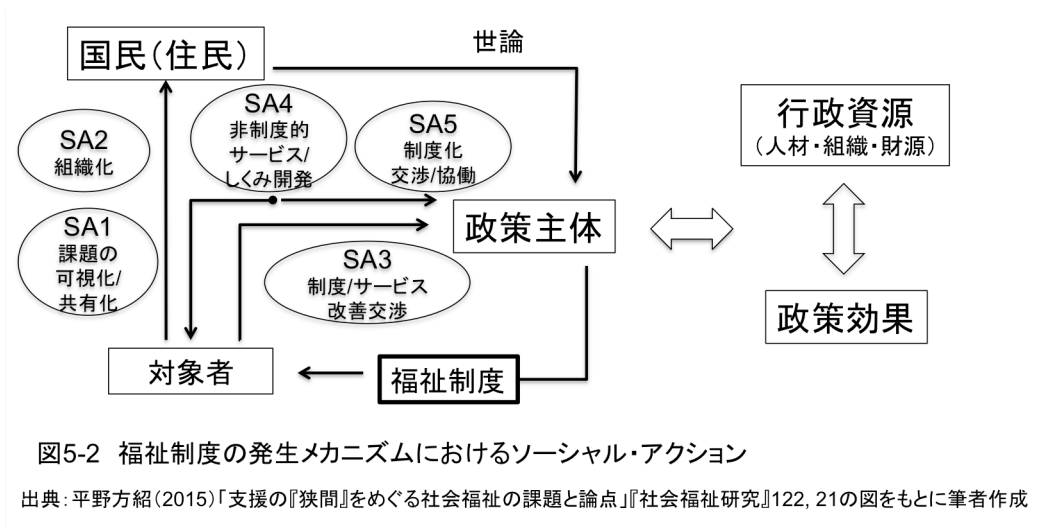 国民（住民）
世論
SA4
非制度的
サービス/
しくみ開発
SA5
制度化
交渉/協働
SA2
組織化
SA1
課題の
可視化/
共有化
SA3
制度/サービス
改善交渉
政策主体
行政資源
（人材・組織・財源）
政策効果
対象者
福祉制度
図5-2 福祉制度の発生メカニズムにおけるソーシャル・アクション
出典：平野方紹（2015）「支援の『狭間』をめぐる社会福祉の課題と論点」『社会福祉研究』122, 21の図をもとに筆者作成